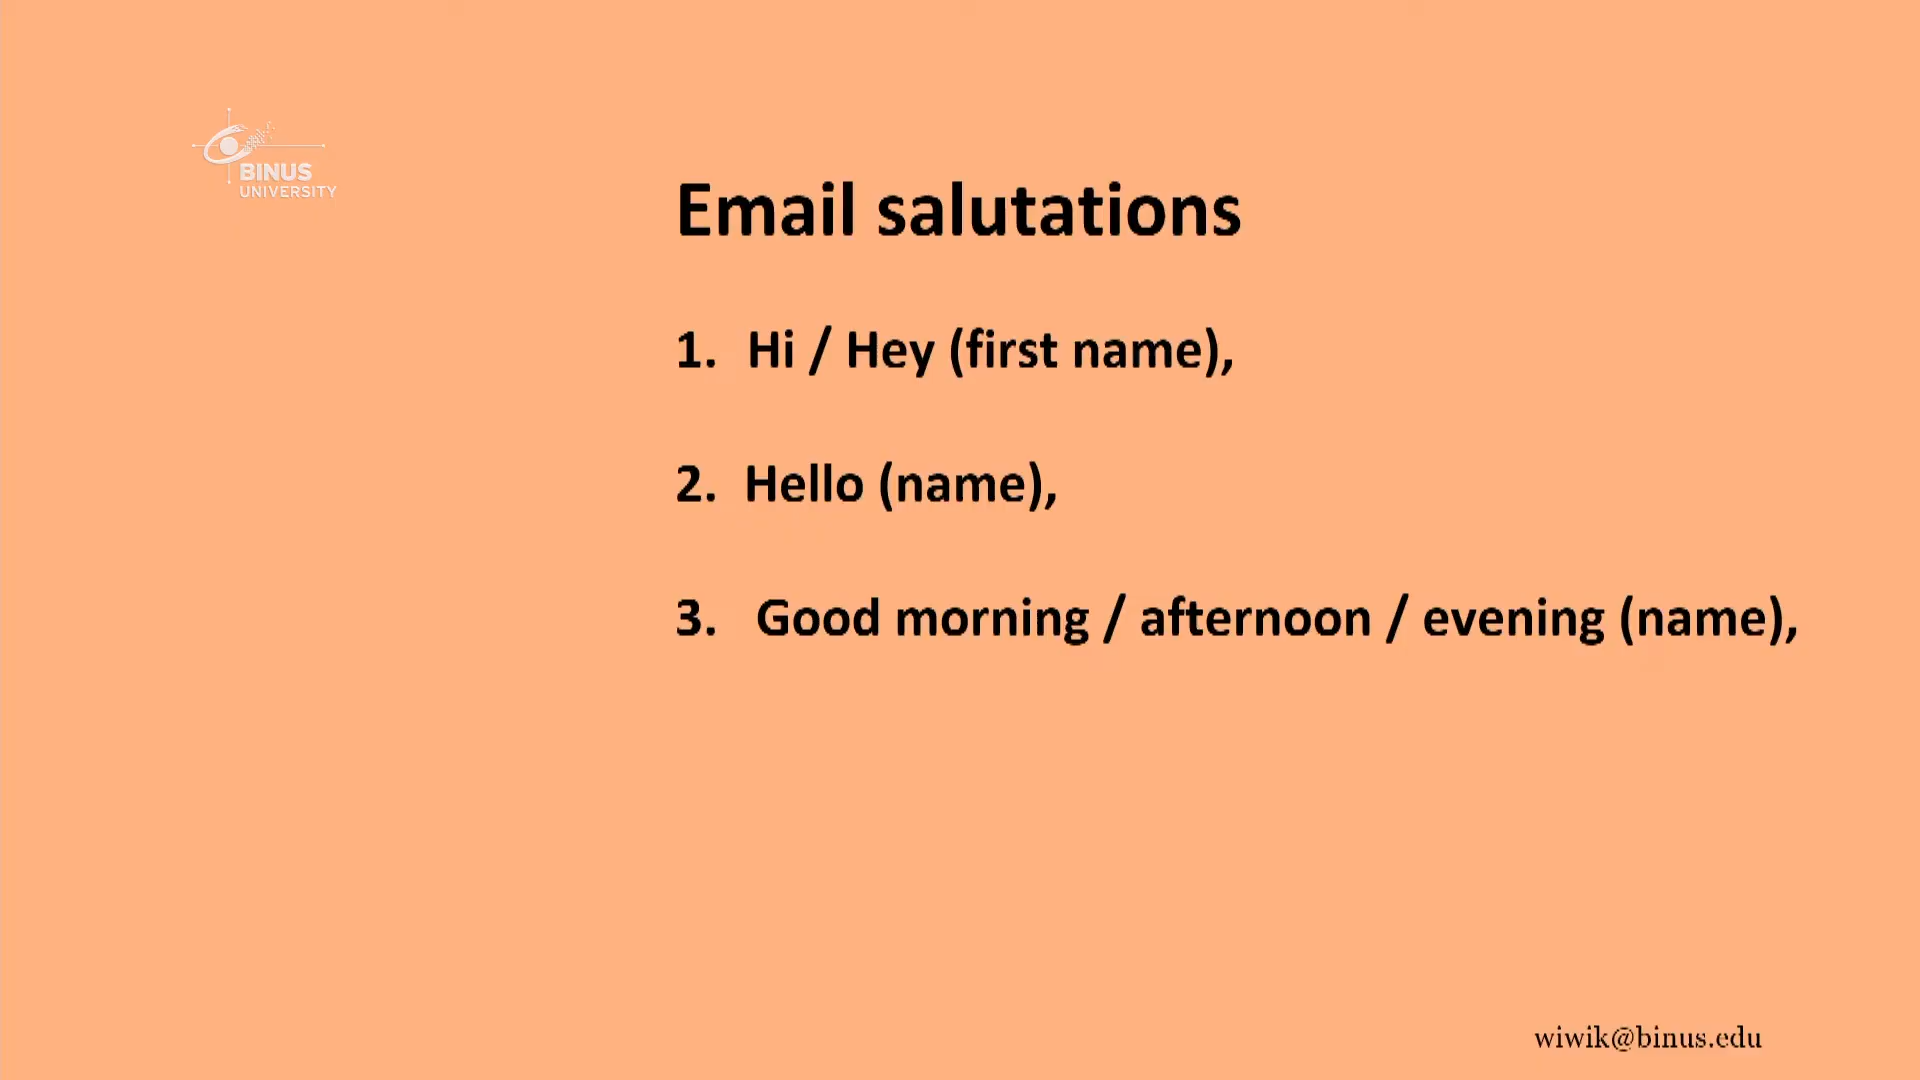 BINUS
UNIVERSITY
Email salutations
1. Hi / Hey (first name),
2. Hello (name),
3. Good morning / afternoon / evening (name),
wiwik@binus.edu